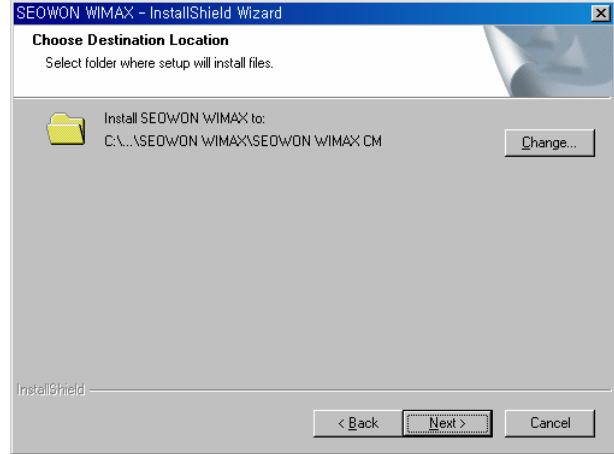 SEOWON WIMAX - InstallShield Wizard
Choose Destination Location
Select folder where setup will install files.
Install SEOWON WIMAX to:
C:\...\SEOWON WIMAX\SEOWON WIMAX CM
Change...
InstallShield
< Back Next > Cancel